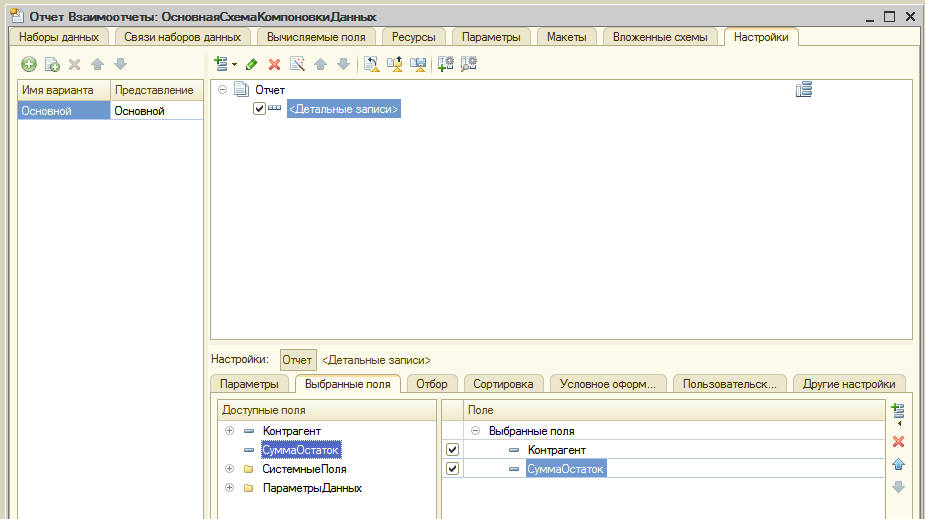 Отчет Взаимоотчеты: ОсновнаяСхемаКомпоновкиДанных
Наборы данных Связи наборов данных Вычисляемые поля Ресурсы Параметры Макеты Вложенные схемы Настройки
Имя варианта Представление
Основной Основной
Отчет
<Детальные записи>
Настройки: Отчет <Детальные записи>
Параметры Выбранные поля Отбор Сортировка Условное оформ... Пользовательск... Другие настройки
Доступные поля Поле
Контрагент Выбранные поля
СуммаОстаток Контрагент
СистемныеПоля СуммаОстаток
ПараметрыДанных